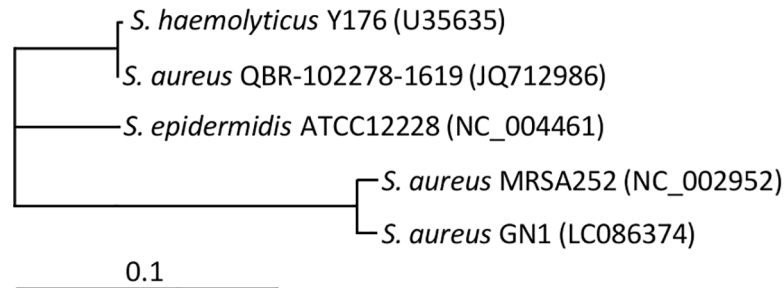 S. haemolyticus Y176 (U35635)
S. aureus QBR-102278-1619 (JQ712986)
S. epidermidis ATCC12228 (NC_004461)
S. aureus MRSA252 (NC_002952)
S. aureus GN1 (LC086374)
0.1